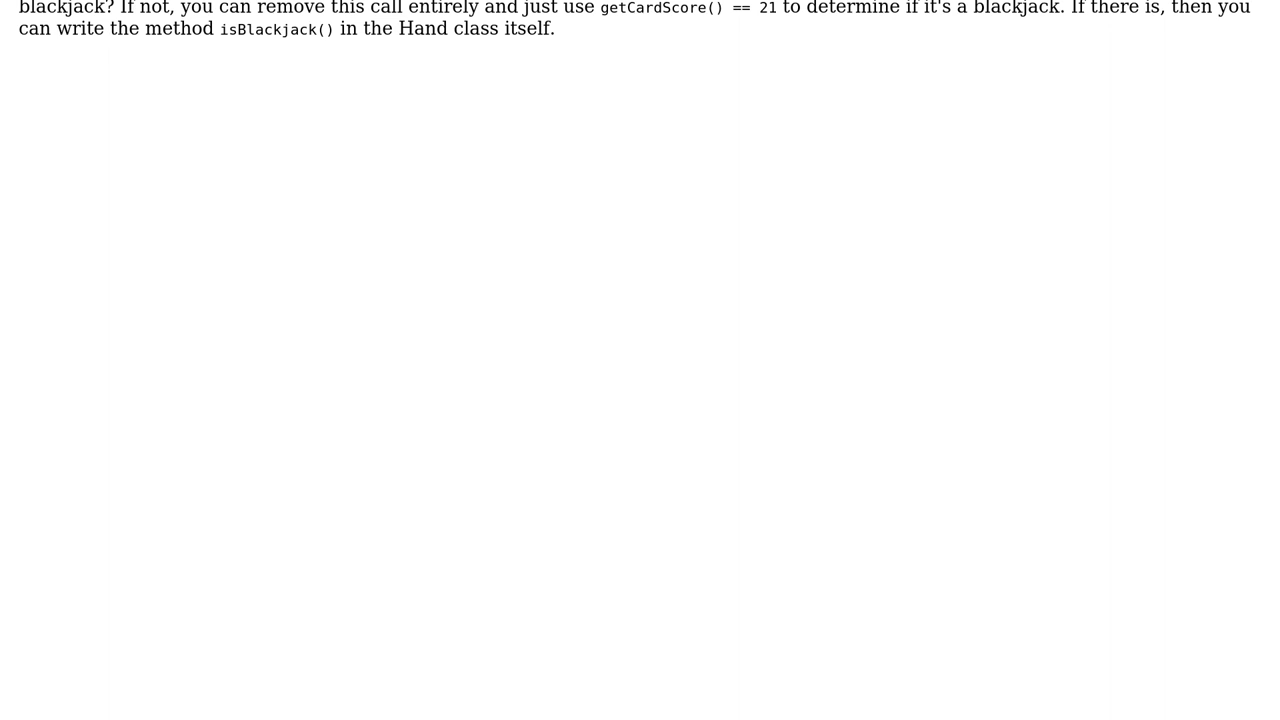 blackjack? If not, you can remove this call entirely and just use getCardScore() == 21 to determine if it's a blackjack. If there is, then you
can write the method isBlackjack() in the Hand class itself.